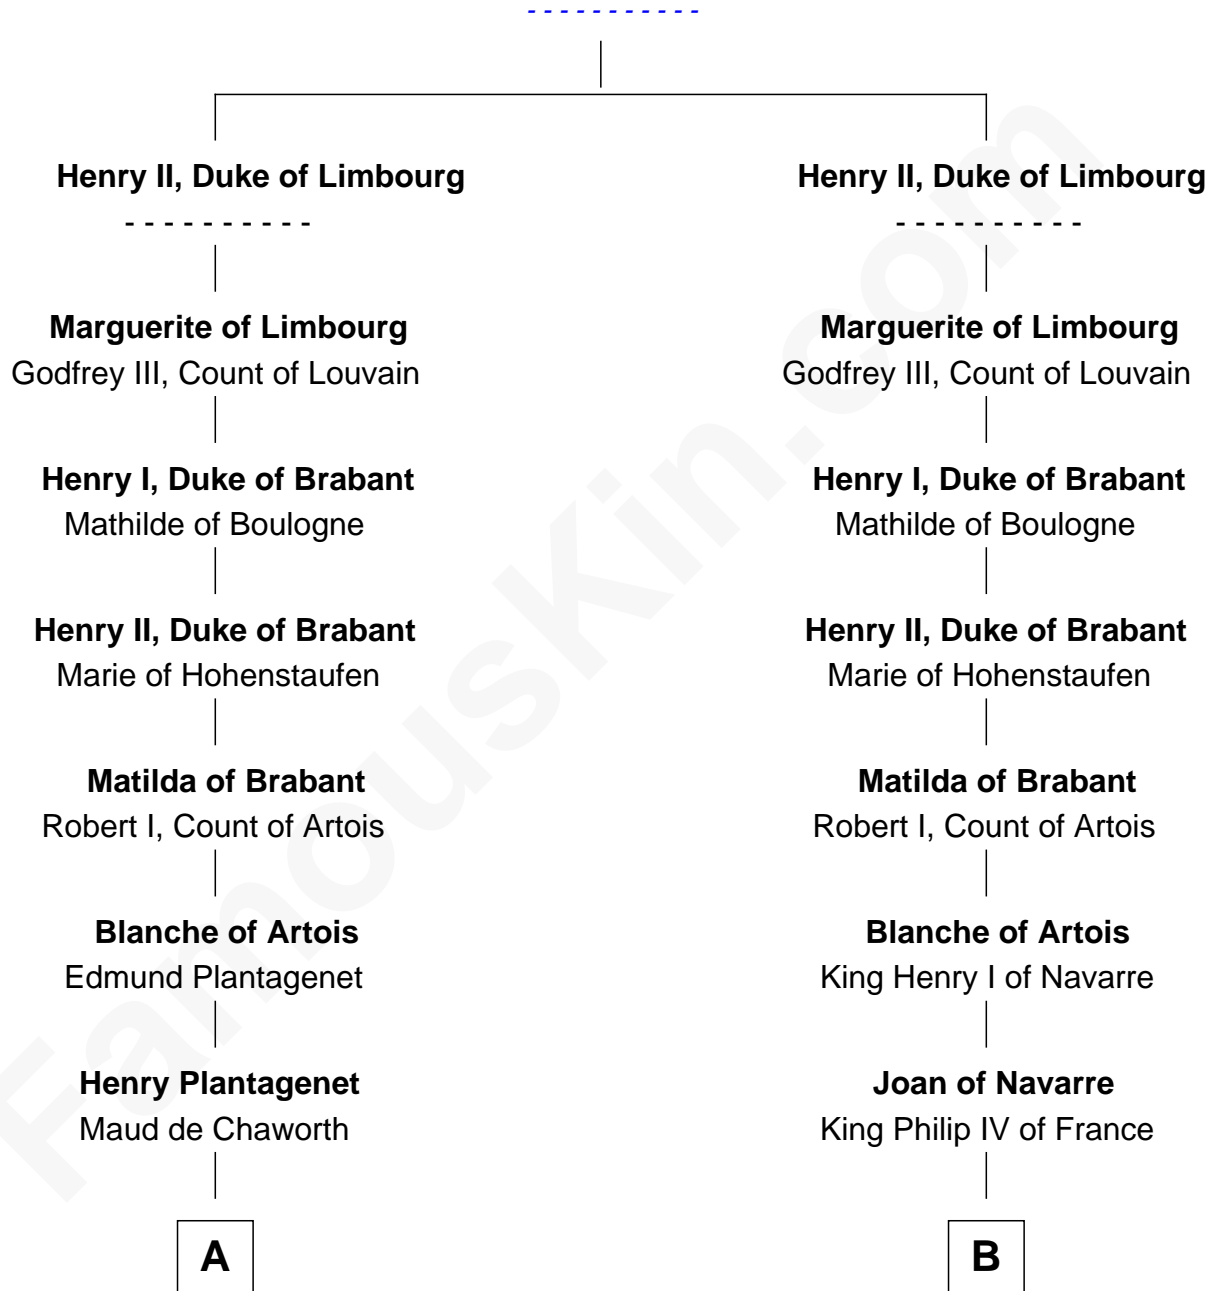 - - - - - - - - - - -
Henry II, Duke of Limbourg
- - - - - - - - - -
Marguerite of Limbourg
Godfrey III, Count of Louvain
Henry I, Duke of Brabant
Mathilde of Boulogne
Henry II, Duke of Brabant
Marie of Hohenstaufen
Matilda of Brabant
Robert I, Count of Artois
Blanche of Artois
Edmund Plantagenet
Henry Plantagenet
Maud de Chaworth
A
Henry II, Duke of Limbourg
- - - - - - - - - -
Marguerite of Limbourg
Godfrey III, Count of Louvain
Henry I, Duke of Brabant
Mathilde of Boulogne
Henry II, Duke of Brabant
Marie of Hohenstaufen
Matilda of Brabant
Robert I, Count of Artois
Blanche of Artois
King Henry I of Navarre
Joan of Navarre
King Philip IV of France
B
FamousKin.com